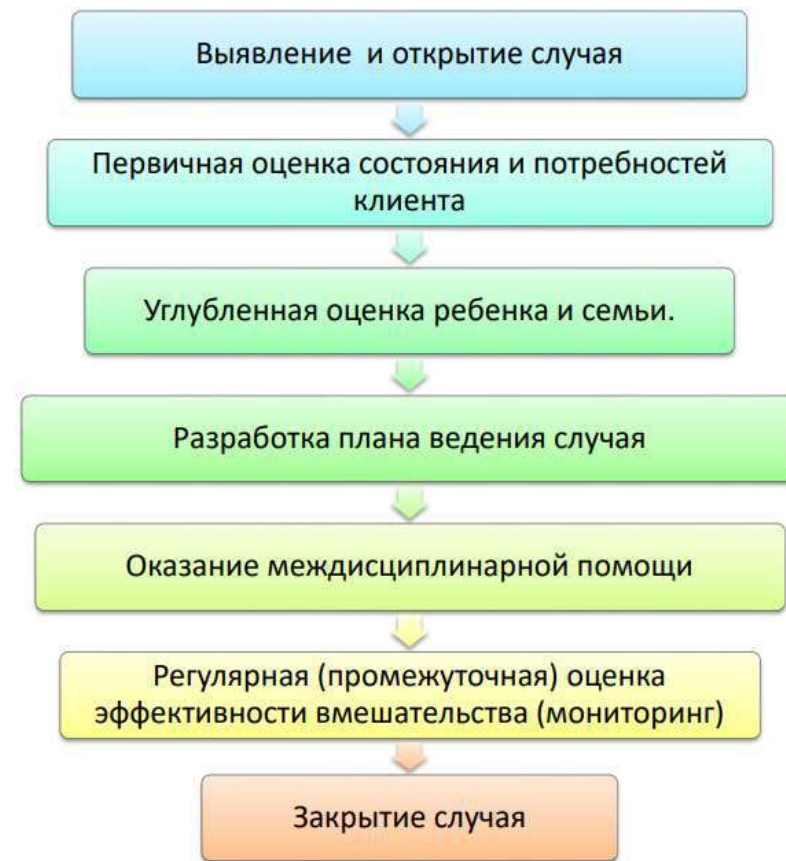 Выявление и открытие случая
Первичная оценка состояния и потребностей
клиента
Углубленная оценка ребенка и семьи.
Разработка плана ведения случая
Оказание междисциплинарной помощи
Регулярная (промежуточная) оценка
эффективности вмешательства (мониторинг)
Закрытие случая